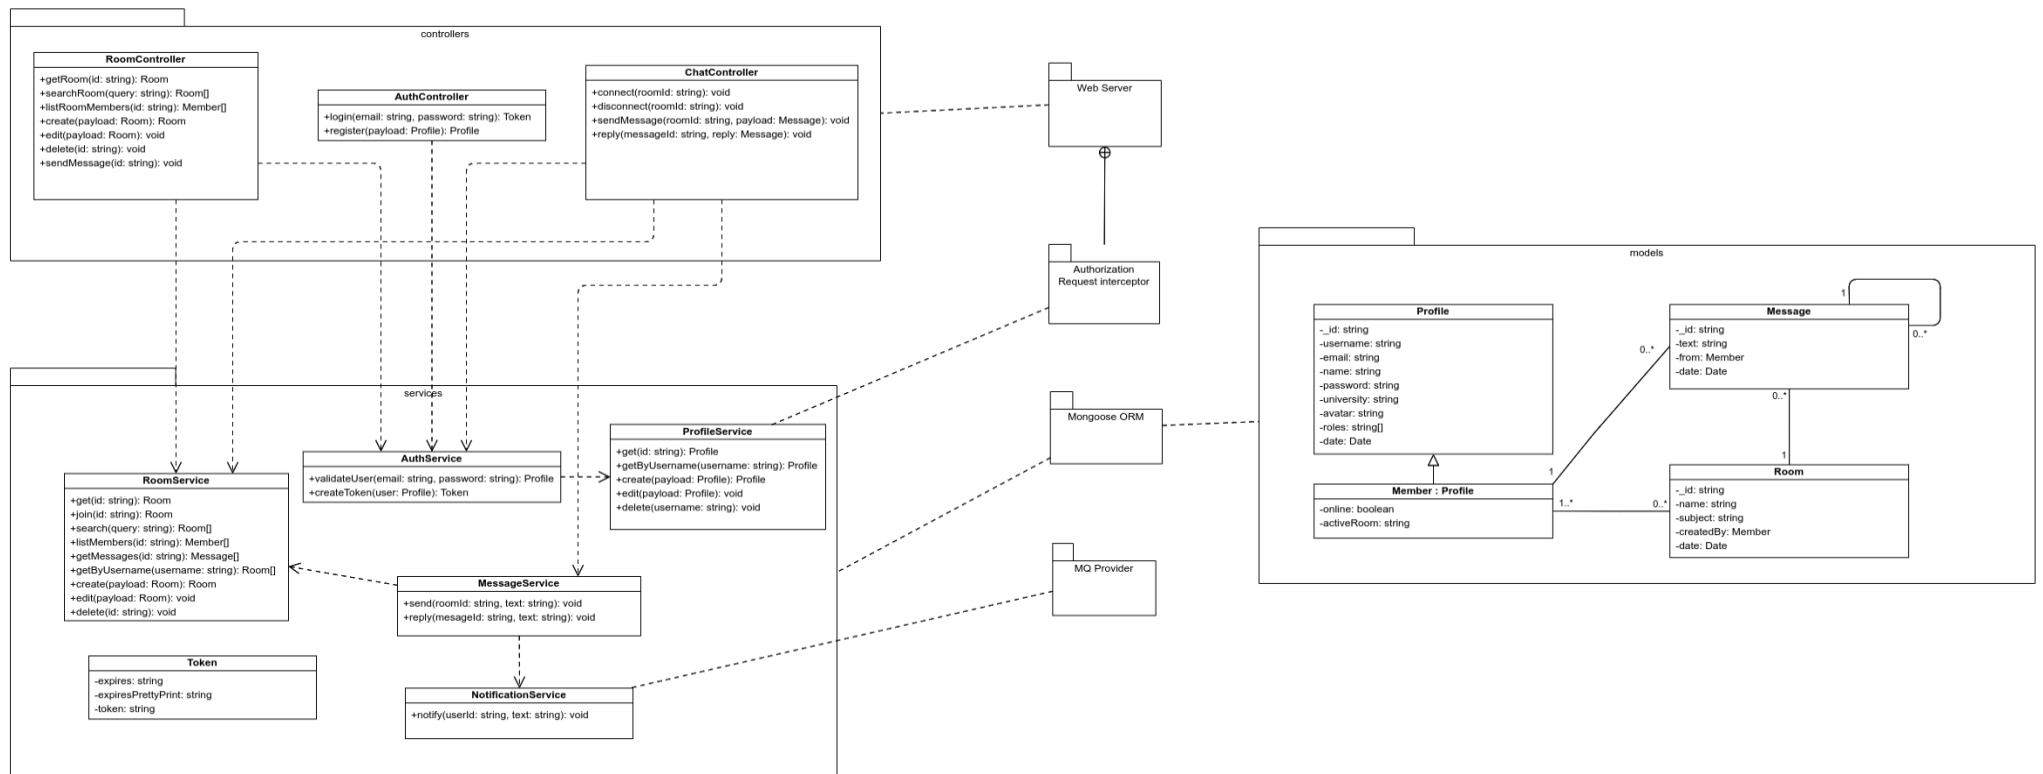 controllers
RoomController
+getRoom(id: string): Room
+searchRoom(query: string): Room[]
+listRoomMembers(id: string): Member[]
+create(payload: Room): Room
+edit(payload: Room): void
+delete(id: string): void
+sendMessage(id: string): void
AuthController
+login(email: string, password: string): Token
+register(payload: Profile): Profile
ChatController
+connect(roomId: string): void
+disconnect(roomId: string): void
+sendMessage(roomId: string, payload: Message): void
+reply(messageId: string, reply: Message): void
Web Server
Authorization
Request interceptor
Mongoose ORM
MQ Provider
services
RoomService
+get(id: string): Room
+join(id: string): Room
+search(query: string): Room[]
+listMembers(id: string): Member[]
+getMessages(id: string): Message[]
+getByUsername(username: string): Room[]
+create(payload: Room): Room
+edit(payload: Room): void
+delete(id: string): void
AuthService
+validateUser(email: string, password: string): Profile
+createToken(user: Profile): Token
ProfileService
+get(id: string): Profile
+getByUsername(username: string): Profile
+create(payload: Profile): Profile
+edit(payload: Profile): void
+delete(username: string): void
MessageService
+send(roomId: string, text: string): void
+reply(mesageId: string, text: string): void
Token
-expires: string
-expiresPrettyPrint: string
-token: string
NotificationService
+notify(userId: string, text: string): void
models
Profile
-_id: string
-username: string
-email: string
-name: string
-password: string
-university: string
-avatar: string
-roles: string[]
-date: Date
Member : Profile
-online: boolean
-activeRoom: string
1
0..*
Message
-_id: string
-text: string
-from: Member
-date: Date
0..*
0..*
1
1
1..*
0..*
Room
-_id: string
-name: string
-subject: string
-createdBy: Member
-date: Date